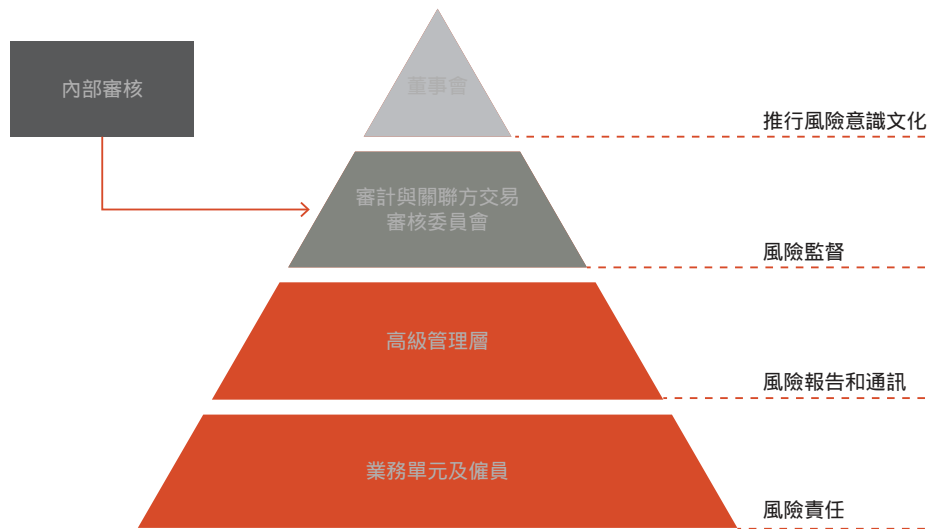 董事會
內部審核
推行風險意識文化
審計與關聯方交易
審核委員會
風險監督
高級管理層
風險報告和通訊
業務單元及僱員
風險責任